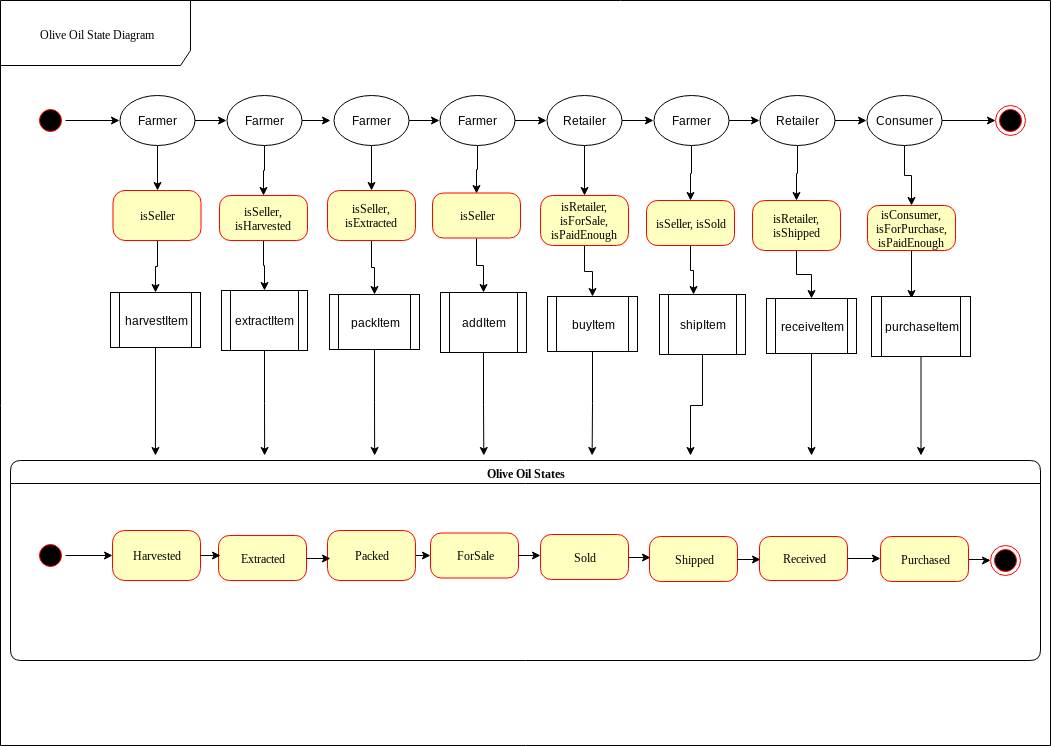 Olive Oil State Diagram
Farmer
Farmer
Farmer
Farmer
Retailer
Farmer
Retailer
Consumer
isSeller
isSeller,
isHarvested
isSeller,
isExtracted
isSeller
isRetailer,
isForSale,
isPaidEnough
isSeller, isSold
isRetailer,
isShipped
isConsumer,
isForPurchase,
isPaidEnough
harvestItem
extractItem
packItem
addItem
buyItem
shipItem
receiveItem
purchaseItem
Olive Oil States
Harvested
Extracted
Packed
ForSale
Sold
Shipped
Received
Purchased